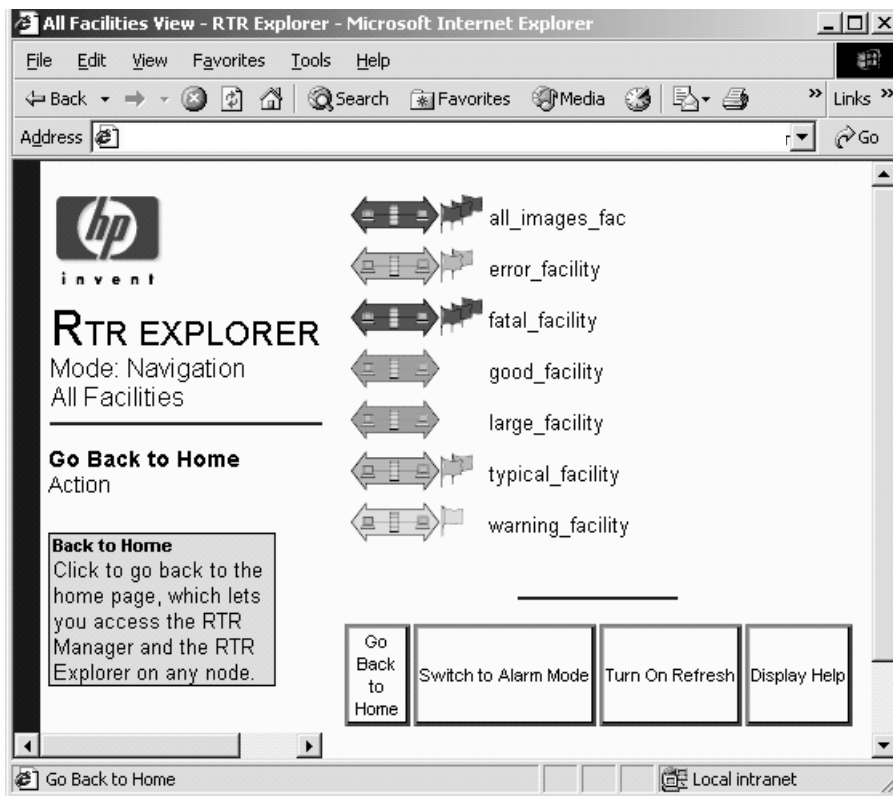 All Facilities View - RTR Explorer - Microsoft Internet Explorer
File Edit View Favorites Tools Help
Back Search Favorites Media » Links »
Address Go
hp
invent
RTR EXPLORER
Mode: Navigation
All Facilities
Go Back to Home
Action
Back to Home
Click to go back to the
home page, which lets
you access the RTR
Manager and the RTR
Explorer on any node.
all_images_fac
error_facility
fatal_facility
good_facility
large_facility
typical_facility
warning_facility
Go
Back
to
Home
Switch to Alarm Mode
Turn On Refresh
Display Help
Go Back to Home
Local intranet